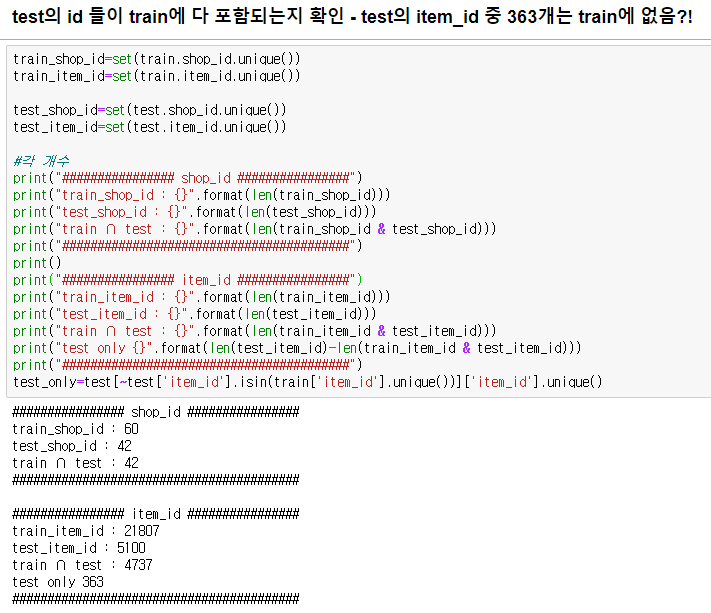 test의 id 들이 train에 다 포함되는지 확인 - test의 item_id 중 363개는 train에 없음?!
train_shop_id=set(train.shop_id.unique())
train_item_id=set(train.item_id.unique())
test_shop_id=set(test.shop_id.unique())
test_item_id=set(test.item_id.unique())
#각 개수
print("################ shop_id ################")
print("train_shop_id : {}".format(len(train_shop_id)))
print("test_shop_id : {}".format(len(test_shop_id)))
print("train ∩ test : {}".format(len(train_shop_id & test_shop_id)))
print("#########################################")
print()
print("################ item_id ################")
print("train_item_id : {}".format(len(train_item_id)))
print("test_item_id : {}".format(len(test_item_id)))
print("train ∩ test : {}".format(len(train_item_id & test_item_id)))
print("test only {}".format(len(test_item_id)-len(train_item_id & test_item_id)))
print("#########################################")
test_only=test[~test['item_id'].isin(train['item_id'].unique())]['item_id'].unique()
################ shop_id ################
train_shop_id : 60
test_shop_id : 42
train ∩ test : 42
#########################################
################ item_id ################
train_item_id : 21807
test_item_id : 5100
train ∩ test : 4737
test only 363
#########################################